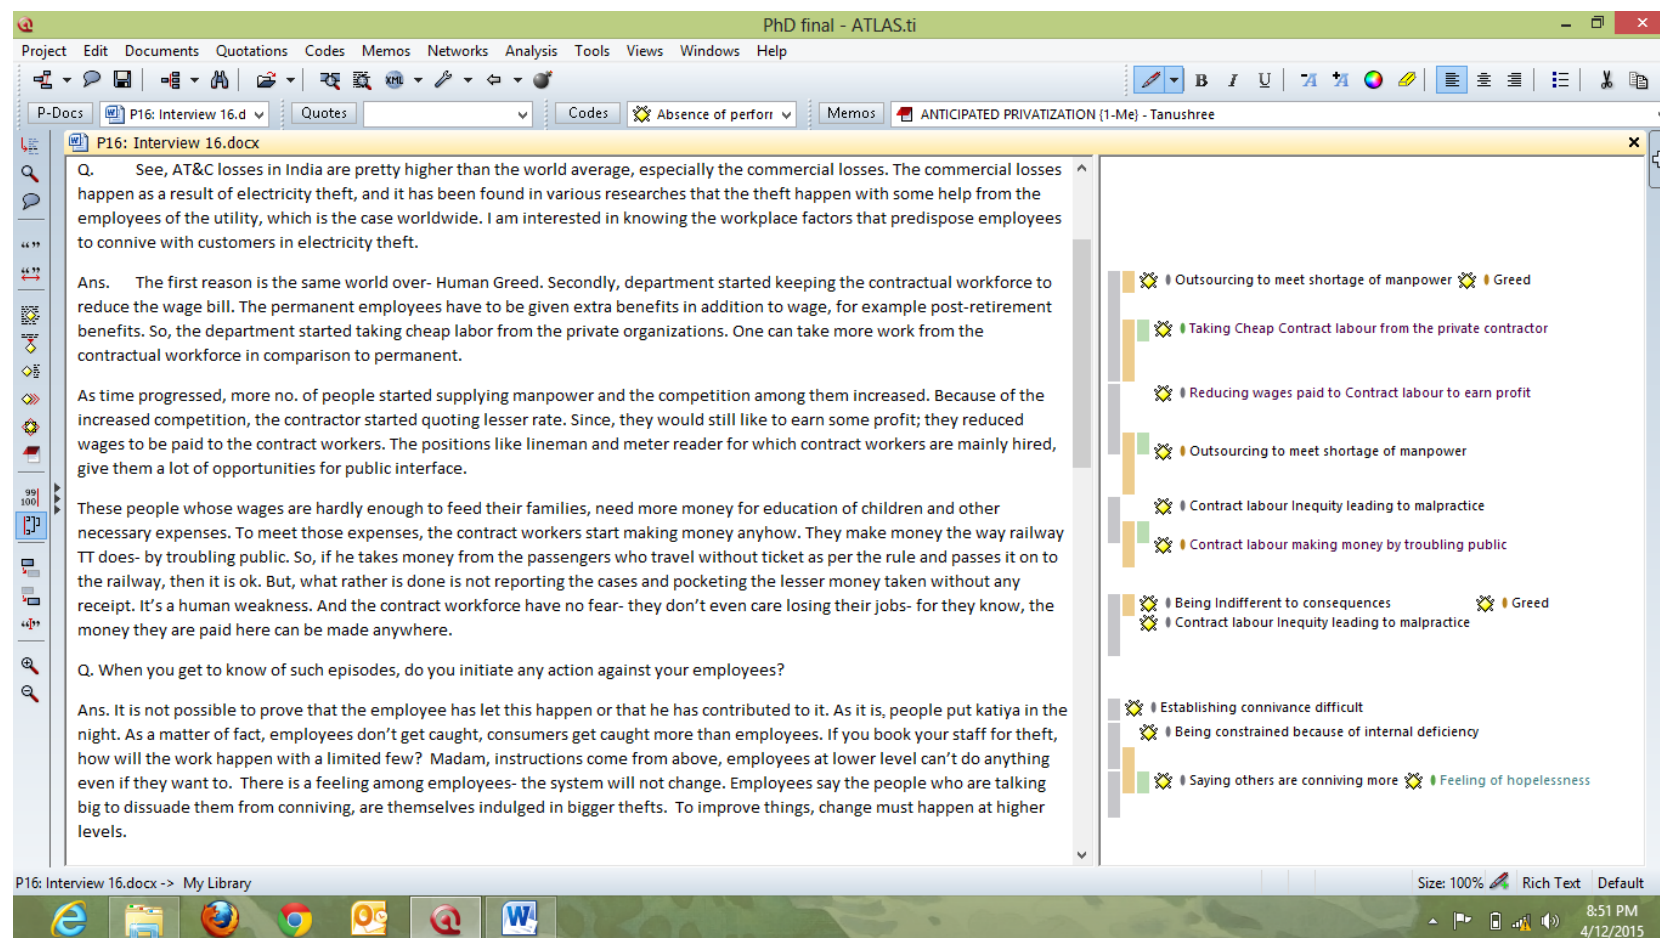 PhD final - ATLAS.ti
Project Edit Documents Quotations Codes Memos Networks Analysis Tools Views Windows Help
XML B I U A A
P-Docs P16: Interview 16.d Quotes Codes Absence of perforr Memos ANTICIPATED PRIVATIZATION {1-Me} - Tanushree
P16: Interview 16.docx
Q. See, AT&C losses in India are pretty higher than the world average, especially the commercial losses. The commercial losses
happen as a result of electricity theft, and it has been found in various researches that the theft happen with some help from the
employees of the utility, which is the case worldwide. I am interested in knowing the workplace factors that predispose employees
to connive with customers in electricity theft.
Ans. The first reason is the same world over- Human Greed. Secondly, department started keeping the contractual workforce to
reduce the wage bill. The permanent employees have to be given extra benefits in addition to wage, for example post-retirement
benefits. So, the department started taking cheap labor from the private organizations. One can take more work from the
contractual workforce in comparison to permanent.
As time progressed, more no. of people started supplying manpower and the competition among them increased. Because of the
increased competition, the contractor started quoting lesser rate. Since, they would still like to earn some profit; they reduced
wages to be paid to the contract workers. The positions like lineman and meter reader for which contract workers are mainly hired,
give them a lot of opportunities for public interface.
These people whose wages are hardly enough to feed their families, need more money for education of children and other
necessary expenses. To meet those expenses, the contract workers start making money anyhow. They make money the way railway
TT does- by troubling public. So, if he takes money from the passengers who travel without ticket as per the rule and passes it on to
the railway, then it is ok. But, what rather is done is not reporting the cases and pocketing the lesser money taken without any
receipt. It's a human weakness. And the contract workforce have no fear- they don't even care losing their jobs- for they know, the
money they are paid here can be made anywhere.
Q. When you get to know of such episodes, do you initiate any action against your employees?
Ans. It is not possible to prove that the employee has let this happen or that he has contributed to it. As it is, people put katiya in the
night. As a matter of fact, employees don't get caught, consumers get caught more than employees. If you book your staff for theft,
how will the work happen with a limited few? Madam, instructions come from above, employees at lower level can't do anything
even if they want to. There is a feeling among employees- the system will not change. Employees say the people who are talking
big to dissuade them from conniving, are themselves indulged in bigger thefts. To improve things, change must happen at higher
levels.
Outsourcing to meet shortage of manpower Greed
Taking Cheap Contract labour from the private contractor
Reducing wages paid to Contract labour to earn profit
Outsourcing to meet shortage of manpower
Contract labour Inequity leading to malpractice
Contract labour making money by troubling public
Being Indifferent to consequences Greed
Contract labour Inequity leading to malpractice
Establishing connivance difficult
Being constrained because of internal deficiency
Saying others are conniving more Feeling of hopelessness
99
100
P16: Interview 16.docx -> My Library
Size: 100% Rich Text Default
8:51 PM
4/12/2015